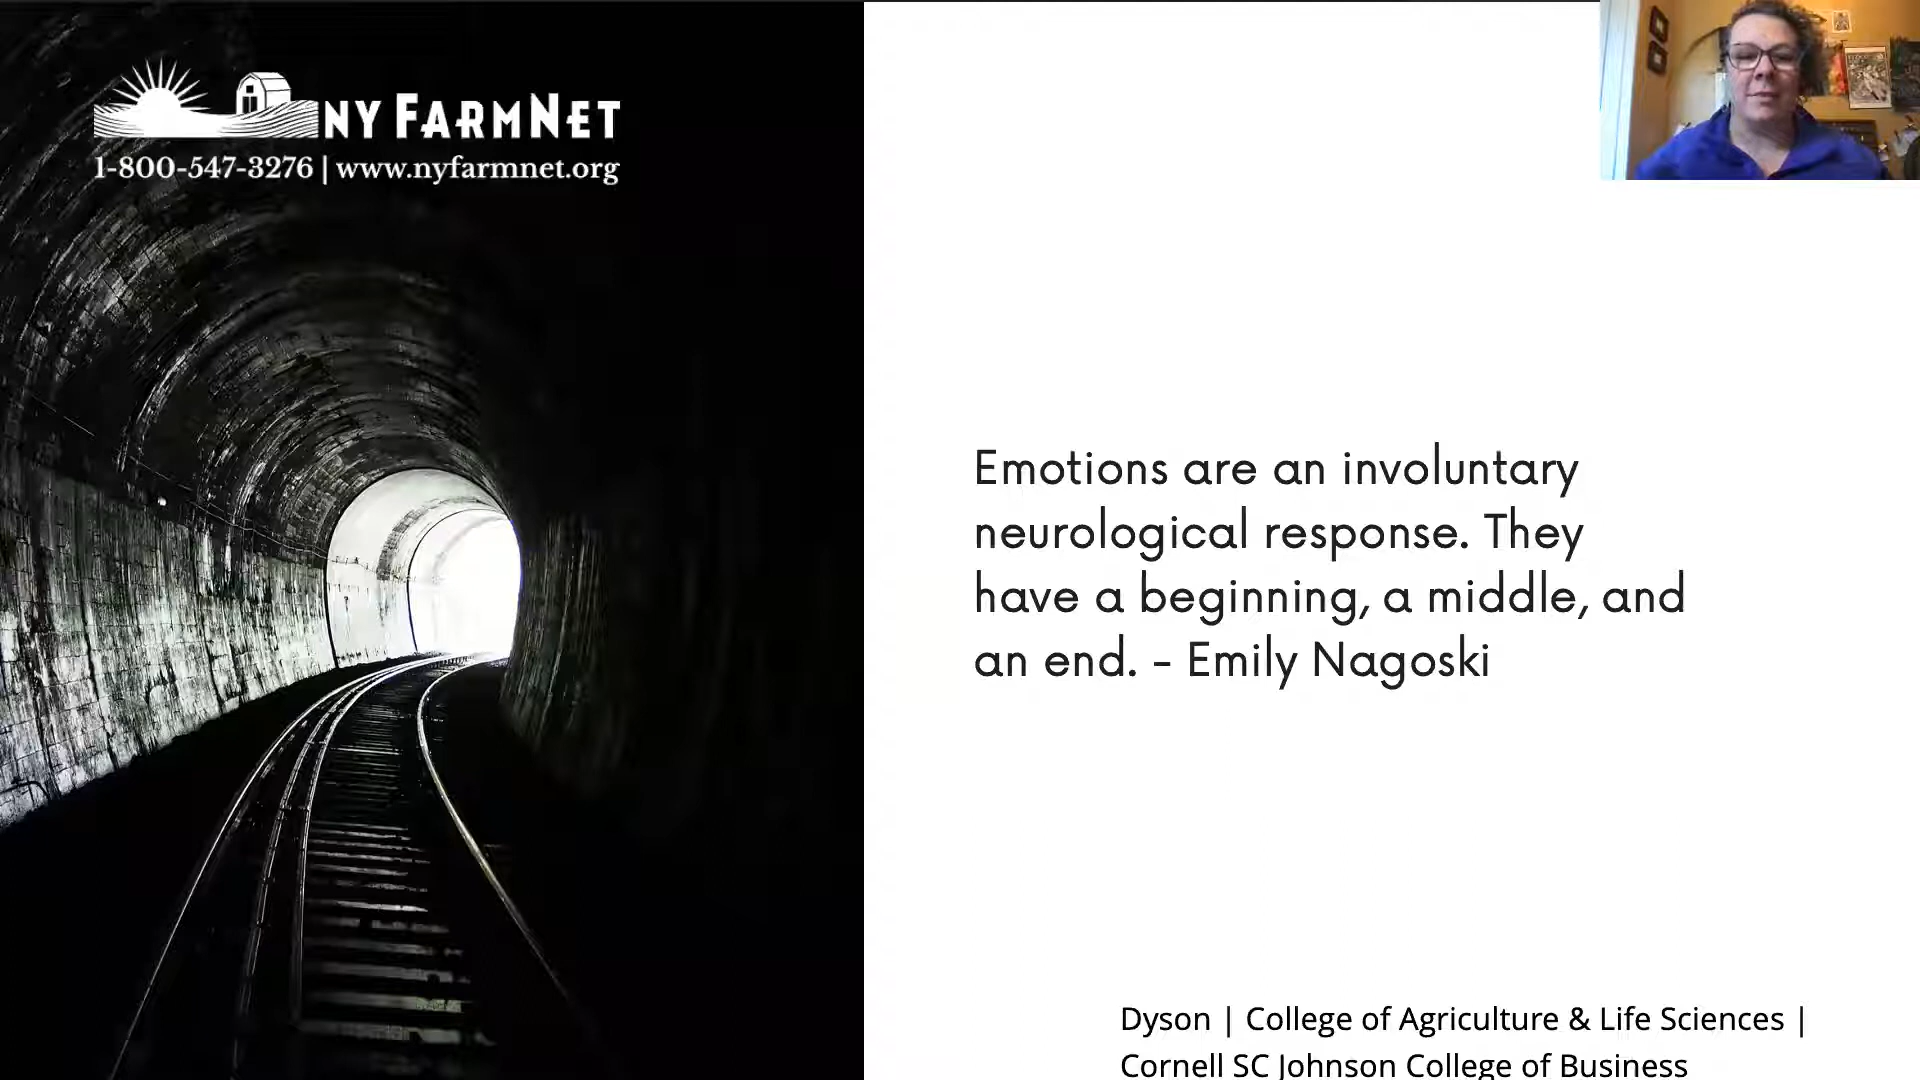 NY FARMNET
1-800-547-3276 | www.nyfarmnet.org
Emotions are an involuntary
neurological response. They
have a beginning, a middle, and
an end. - Emily Nagoski
Dyson | College of Agriculture & Life Sciences |
Cornell SC Johnson College of Business